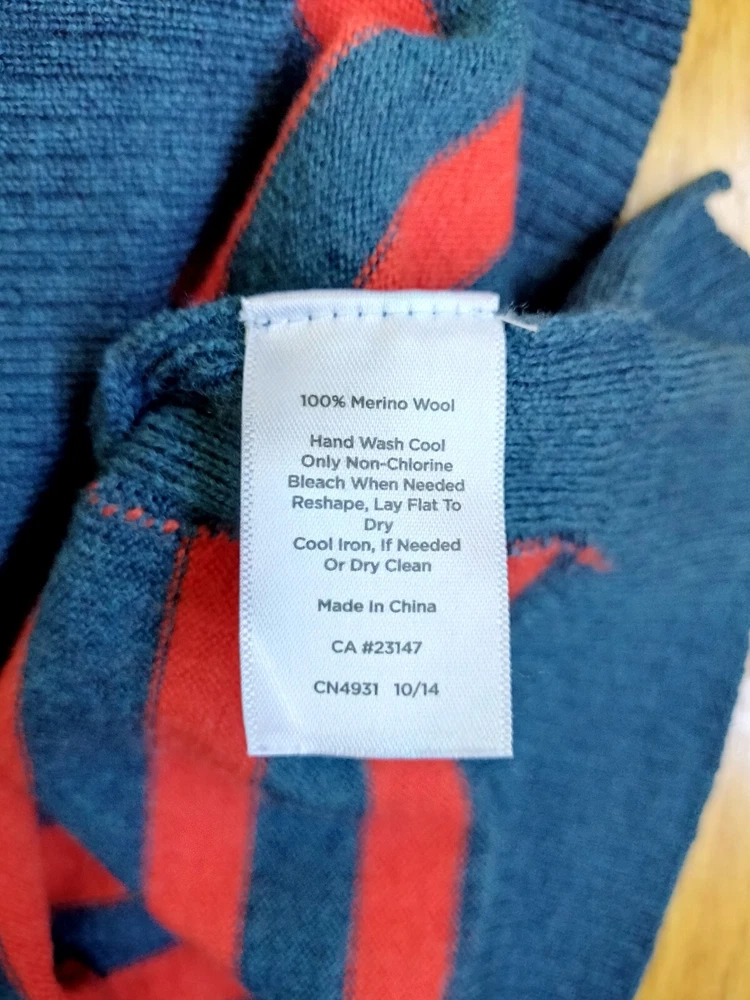 100% Merino Wool
Hand Wash Cool
Only Non-Chlorine
Bleach When Needed
Reshape, Lay Flat To
Dry
Cool Iron, If Needed
Or Dry Clean
Made In China
CA #23147
CN4931 10/14